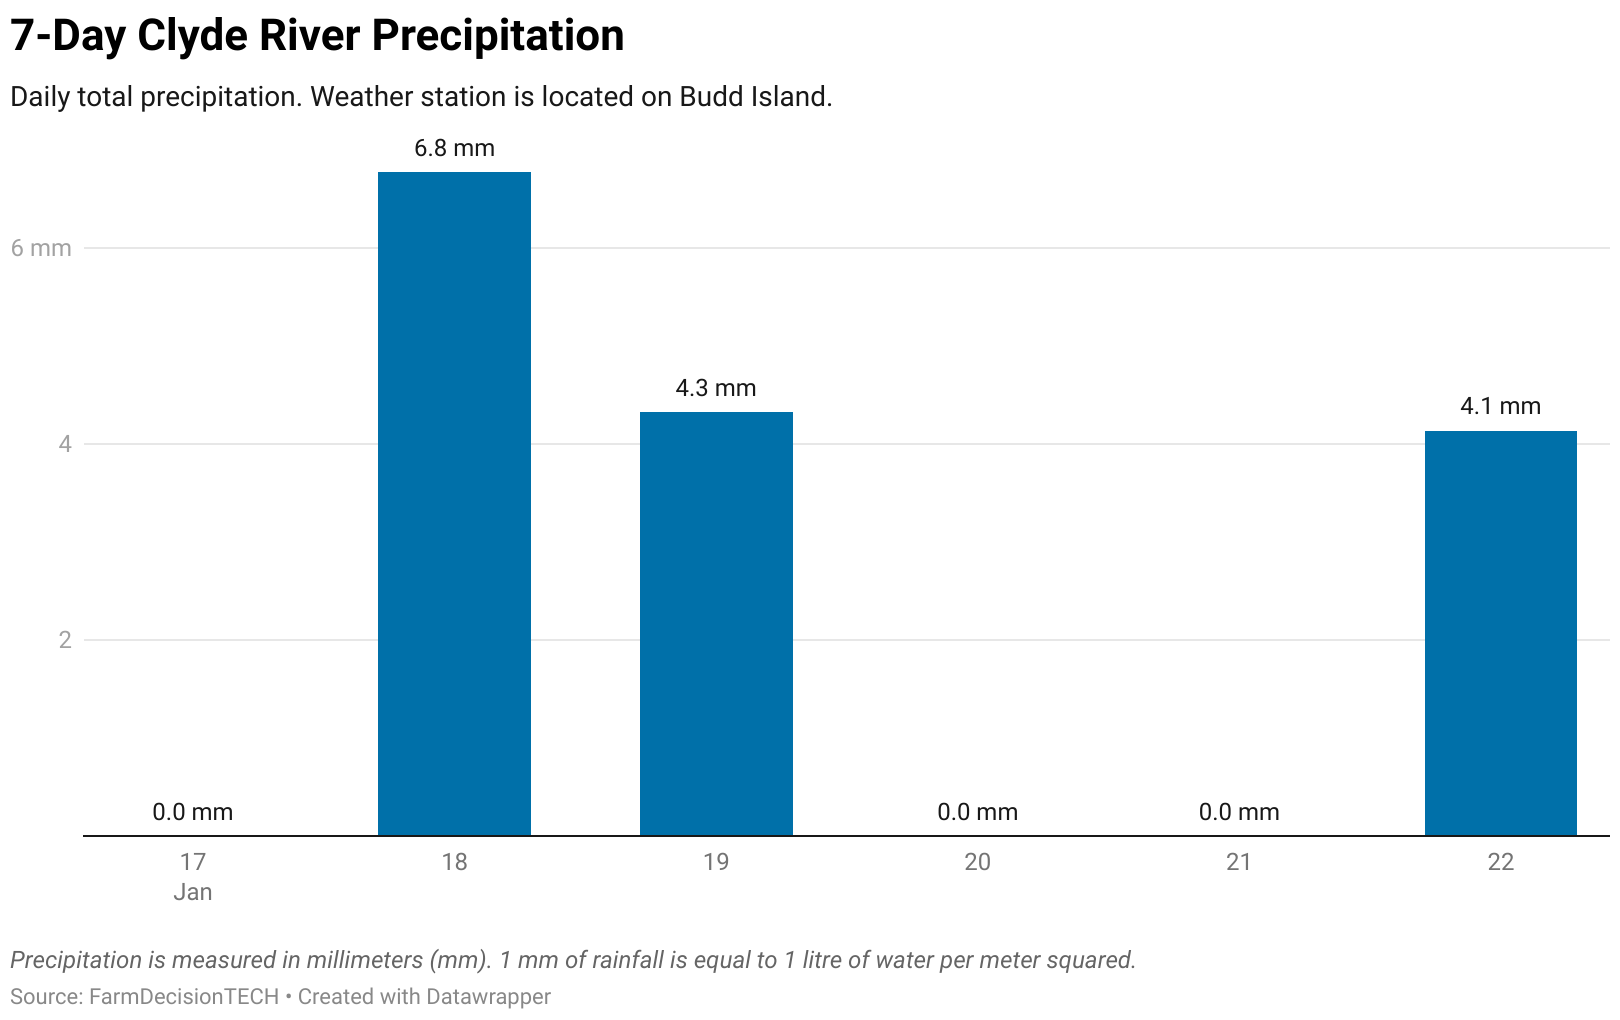 7-Day Clyde River Precipitation
Daily total precipitation. Weather station is located on Budd Island.
6.8 mm
6 mm
4.3 mm
4.1 mm
4
2
0.0 mm
0.0 mm
0.0 mm
17
18
19
20
21
22
Jan
Precipitation is measured in millimeters (mm). 1 mm of rainfall is equal to 1 litre of water per meter squared.
Source: FarmDecisionTECH • Created with Datawrapper